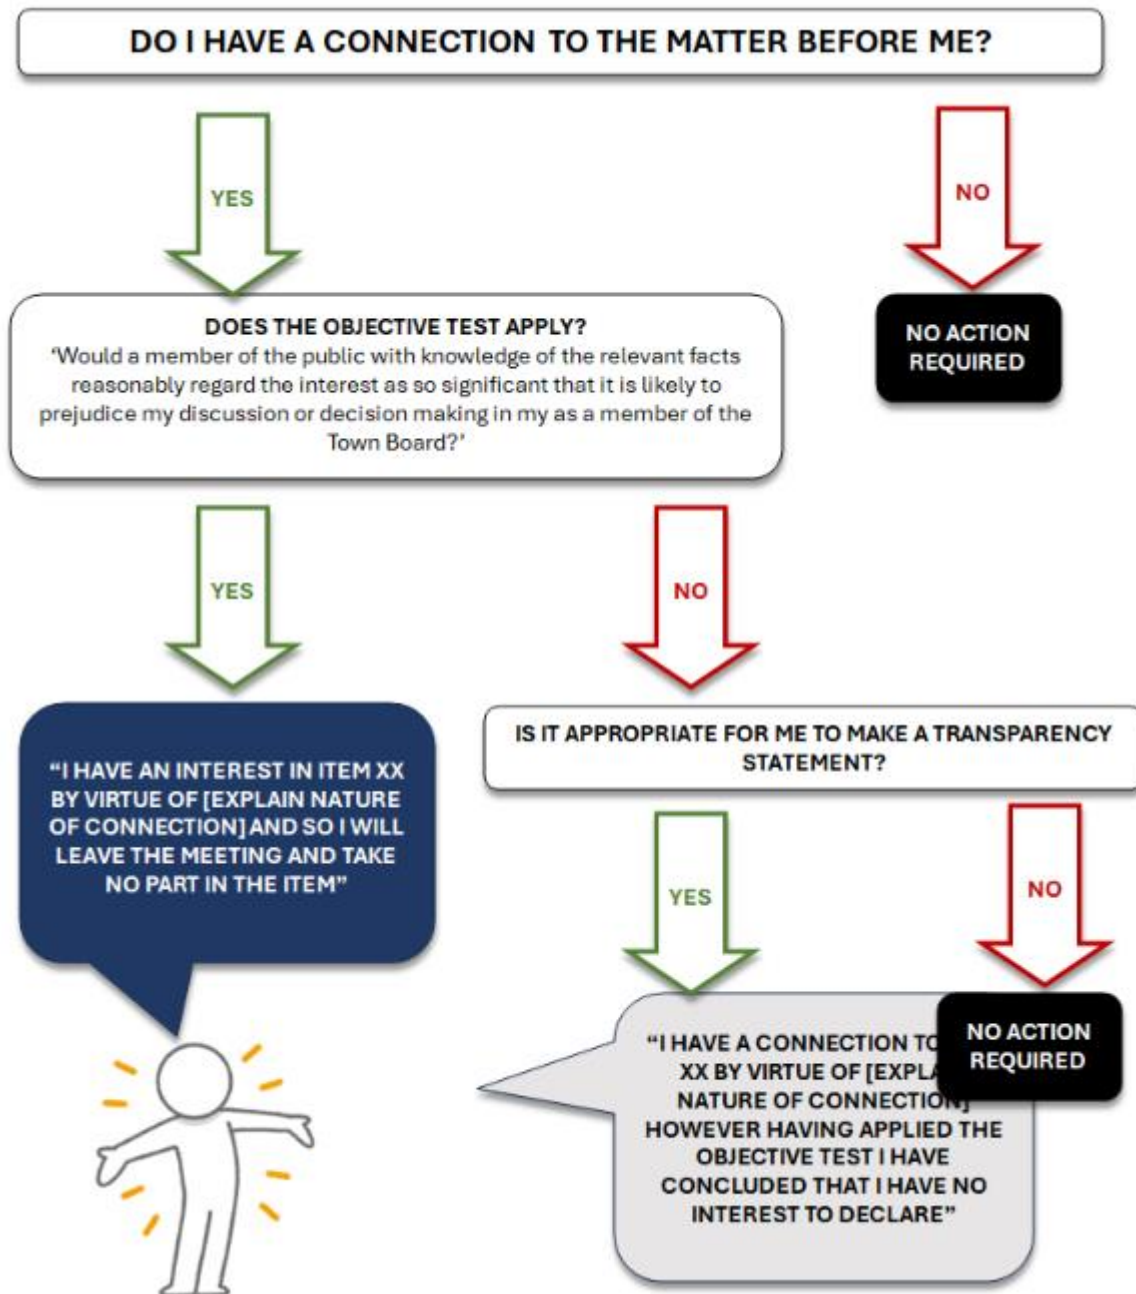 DO I HAVE A CONNECTION TO THE MATTER BEFORE ME?
YES
NO
DOES THE OBJECTIVE TEST APPLY?
‘Would a member of the public with knowledge of the relevant facts
reasonably regard the interest as so significant that it is likely to
prejudice my discussion or decision making in my as a member of the
Town Board?’
NO ACTION
REQUIRED
YES
NO
“I HAVE AN INTEREST IN ITEM XX
BY VIRTUE OF [EXPLAIN NATURE
OF CONNECTION] AND SO I WILL
LEAVE THE MEETING AND TAKE
NO PART IN THE ITEM”
IS IT APPROPRIATE FOR ME TO MAKE A TRANSPARENCY
STATEMENT?
YES
NO
“I HAVE A CONNECTION TO
XX BY VIRTUE OF
NATURE OF CONNECTION]
HOWEVER HAVING APPLIED THE
OBJECTIVE TEST I HAVE
CONCLUDED THAT I HAVE NO
INTEREST TO DECLARE”
NO ACTION
REQUIRED